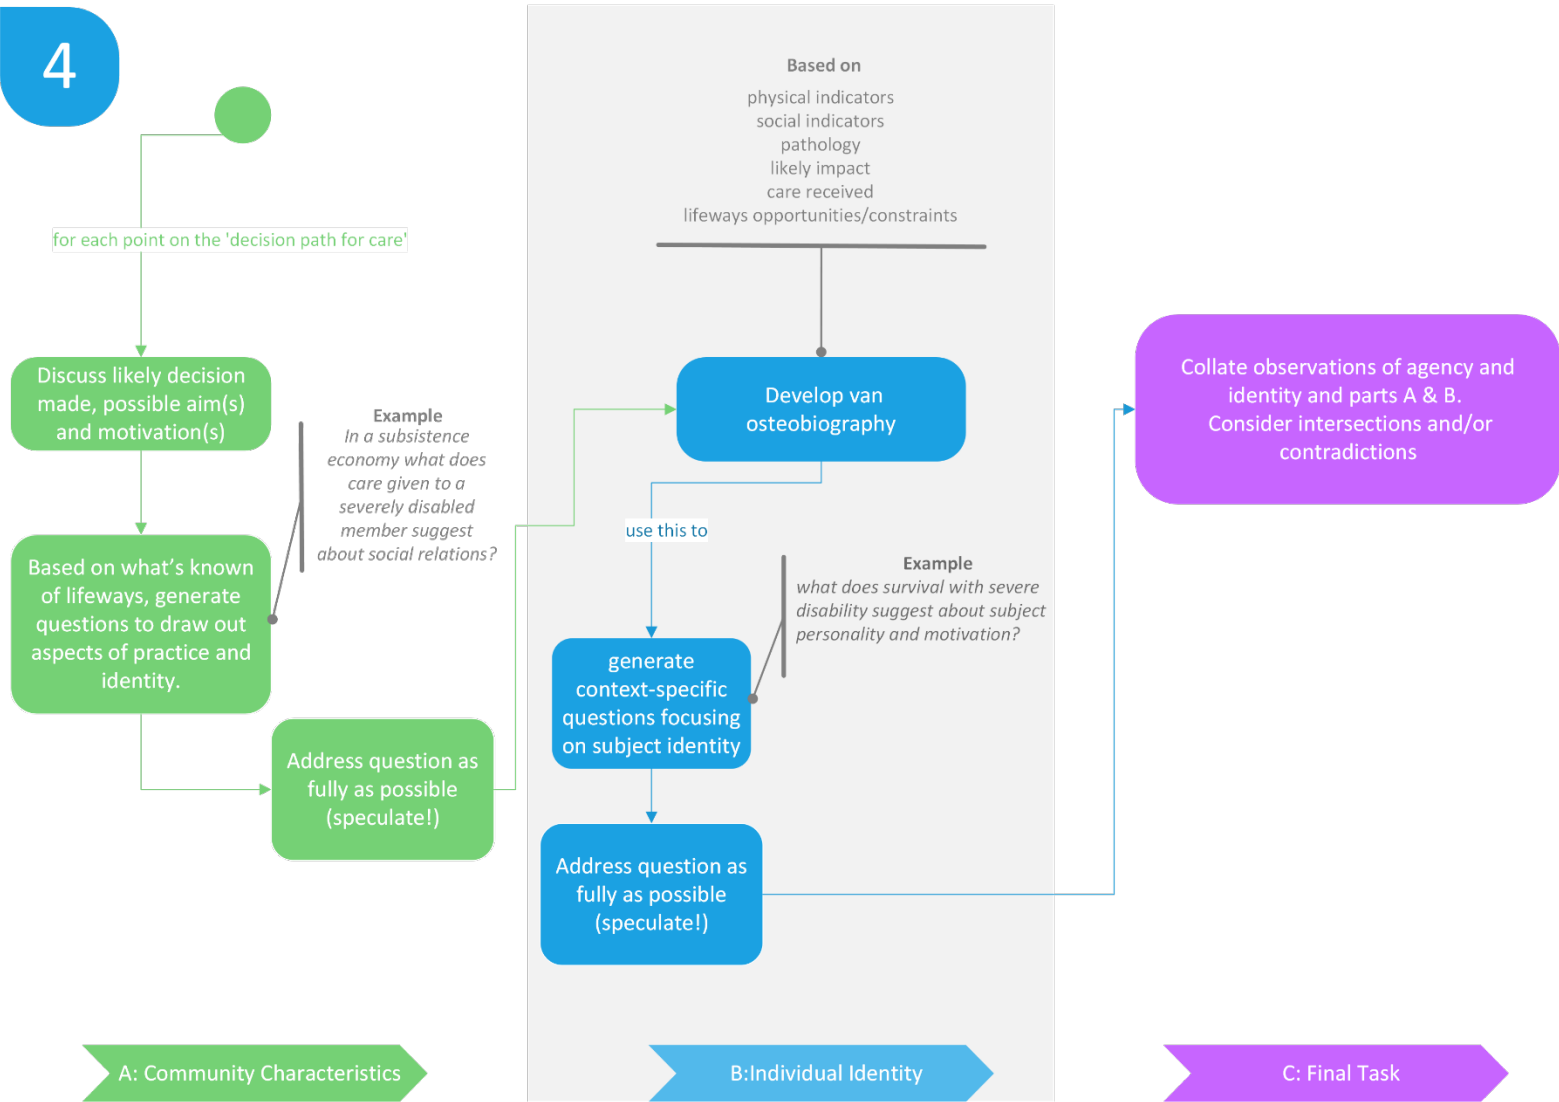 4
for each point on the 'decision path for care'
Discuss likely decision
made, possible aim(s)
and motivation(s)
Example
In a subsistence
economy what does
care given to a
severely disabled
member suggest
about social relations?
Based on what's known
of lifeways, generate
questions to draw out
aspects of practice and
identity.
Address question as
fully as possible
(speculate!)
A: Community Characteristics
Based on
physical indicators
social indicators
pathology
likely impact
care received
lifeways opportunities/constraints
Develop van
osteobiography
use this to
Example
what does survival with severe
disability suggest about subject
personality and motivation?
generate
context-specific
questions focusing
on subject identity
Address question as
fully as possible
(speculate!)
B:Individual Identity
Collate observations of agency and
identity and parts A & B.
Consider intersections and/or
contradictions
C: Final Task